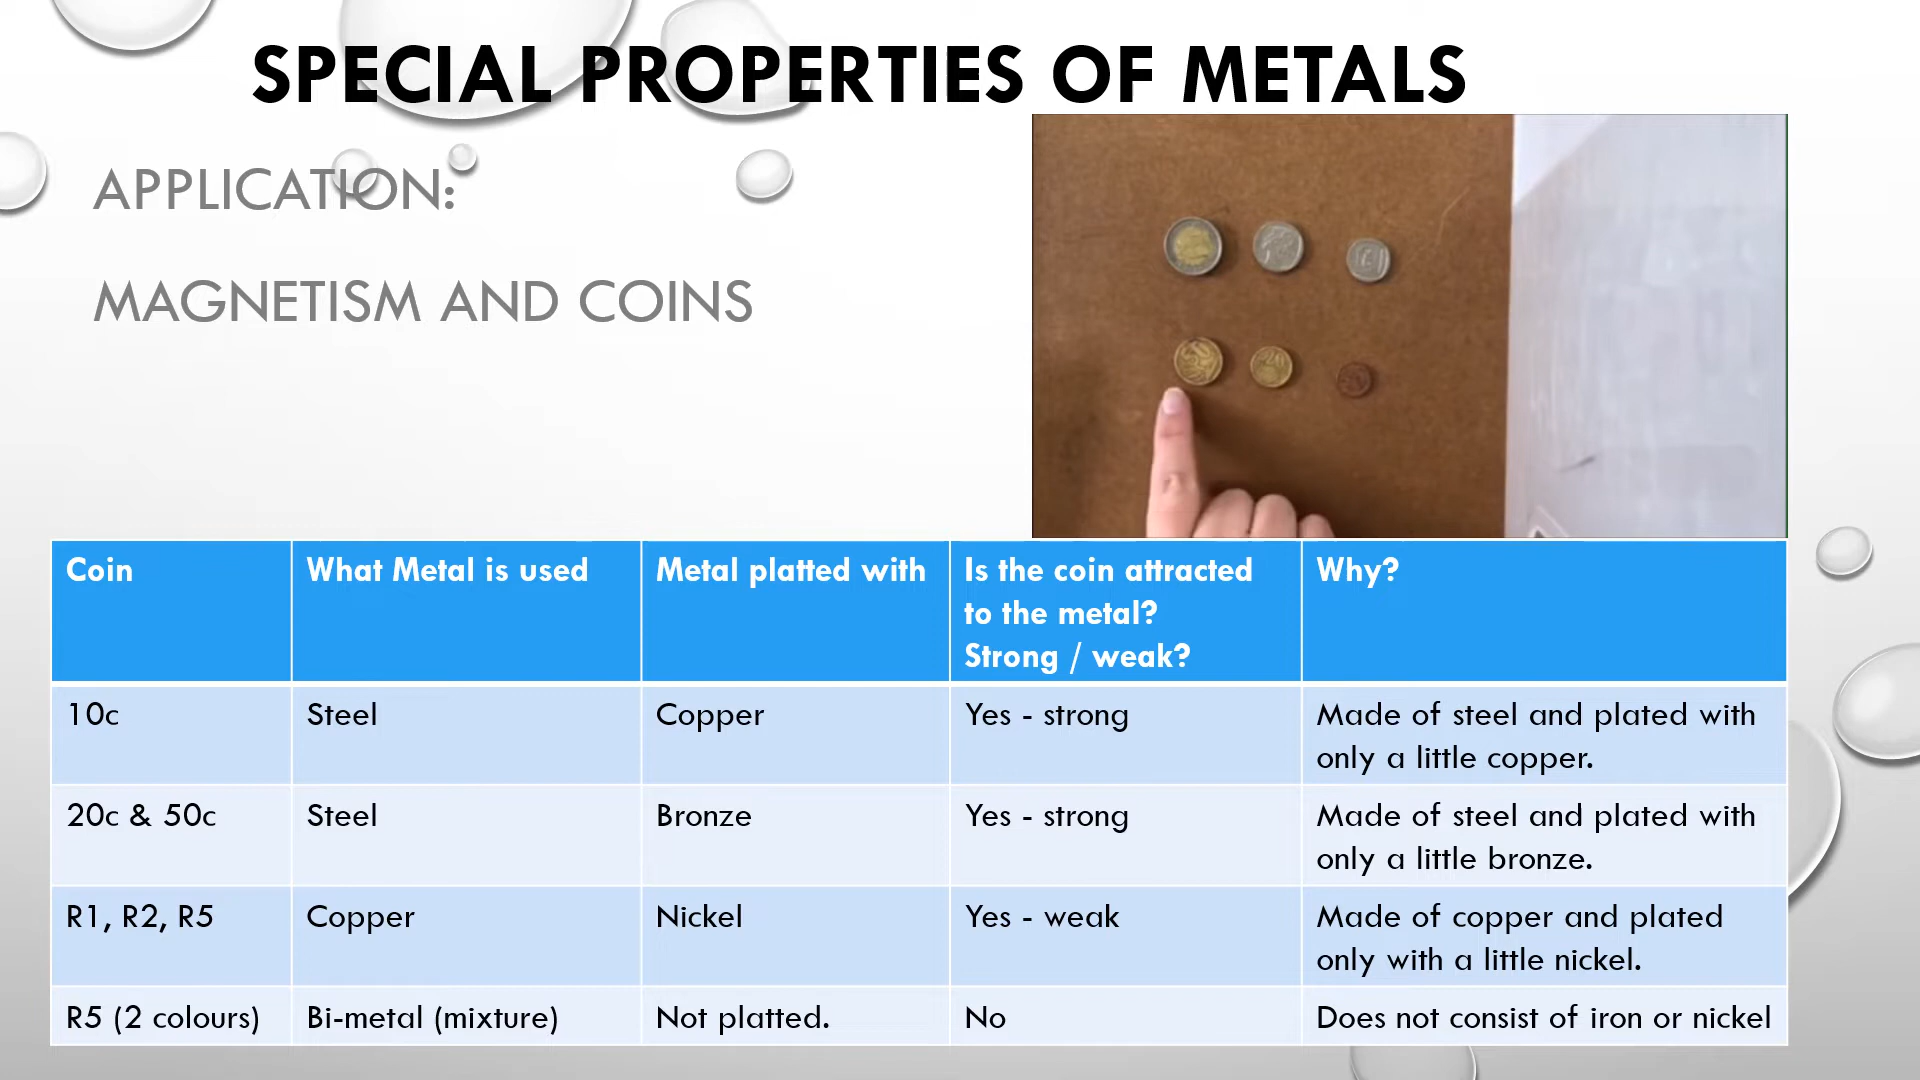 SPECIAL PROPERTIES OF METALS
APPLICATION:
MAGNETISM AND COINS
50
20
Coin
What Metal is used
Metal platted with
Is the coin attracted
to the metal?
Strong / weak?
Why?
10c
Steel
Copper
Yes - strong
Made of steel and plated with
only a little copper.
20c & 50c
Steel
Bronze
Yes - strong
Made of steel and plated with
only a little bronze.
R1, R2, R5
Copper
Nickel
Yes - weak
Made of copper and plated
only with a little nickel.
R5 (2 colours)
Bi-metal (mixture)
Not platted.
No
Does not consist of iron or nickel